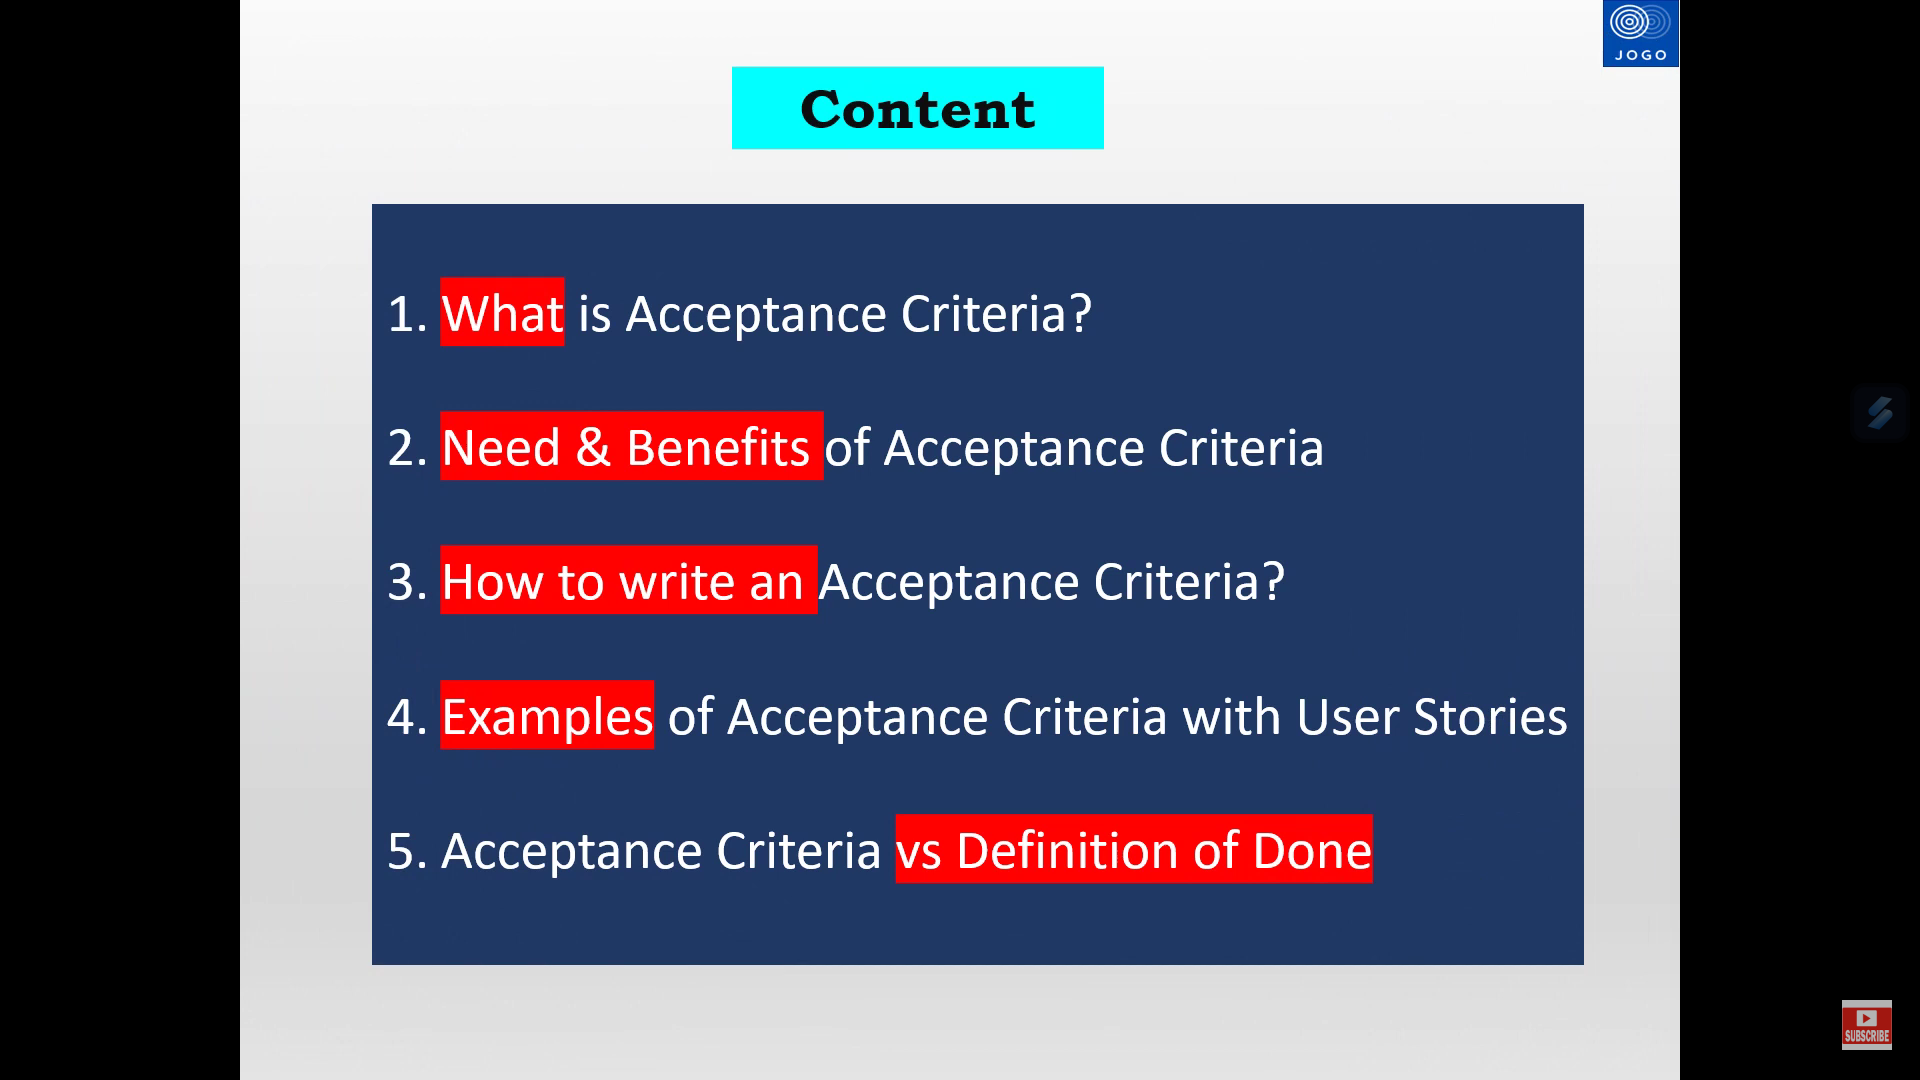 JOGO
Content
1. What is Acceptance Criteria?
2. Need & Benefits of Acceptance Criteria
3. How to write an Acceptance Criteria?
4. Examples of Acceptance Criteria with User Stories
5. Acceptance Criteria vs Definition of Done
SUBSCRIBE